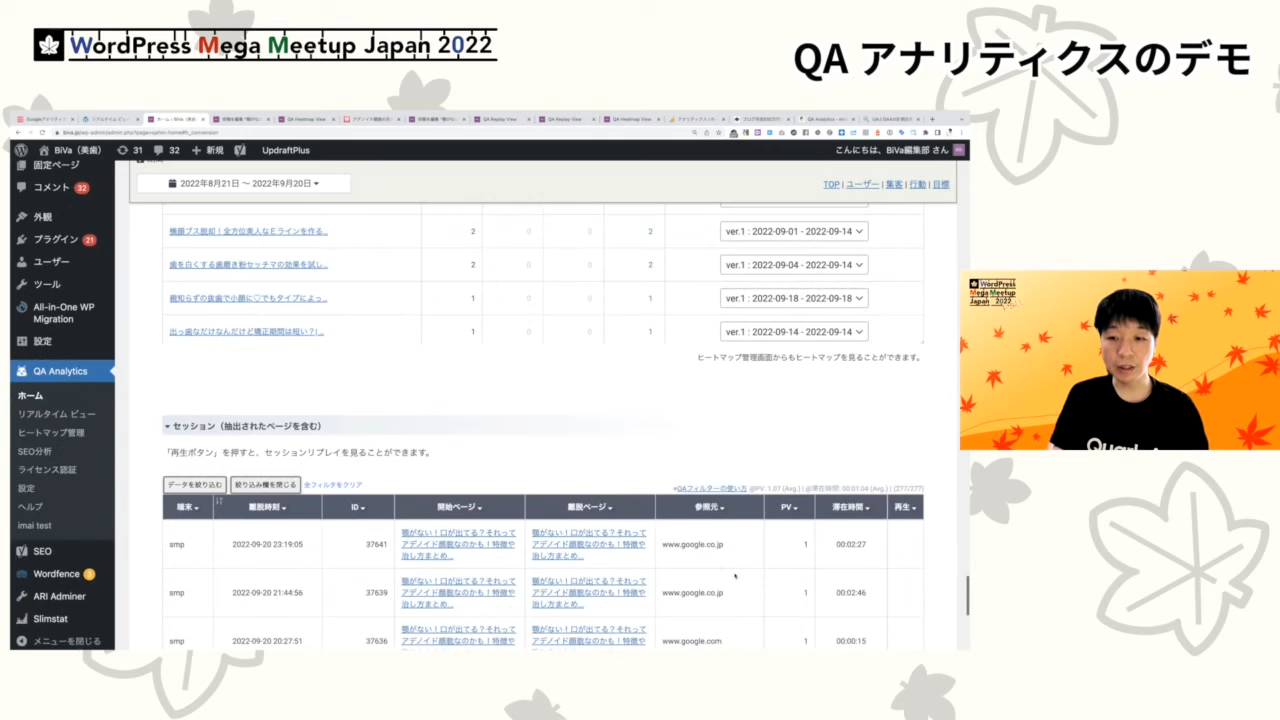 WordPress Mega Meetup Japan 2022
QA アナリティクスのデモ
QA Heatmap View
QA Replay View
QA Replay View
QA Heatmap View
BiVa（美歯）
31
32
新規
UpdraftPlus
こんにちは、BiVa編集部 さん
固定ページ
コメント 32
外観
プラグイン 21
ユーザー
ツール
All-in-One WP
Migration
設定
QA Analytics
ホーム
リアルタイム ビュー
ヒートマップ管理
SEO分析
ライセンス認証
設定
ヘルプ
imai test
SEO
Wordfence 3
ARI Adminer
Slimstat
メニューを閉じる
2022年8月21日 〜 2022年9月20日
TOP | ユーザー | 集客 | 行動 | 目標
横顔ブス脱却！全方位美人なＥラインを作る.. 2 0 0 2 ver.1 : 2022-09-01 - 2022-09-14
歯を白くする歯磨き粉セッチマの効果を試し.. 2 0 0 2 ver.1 : 2022-09-04 - 2022-09-14
親知らずの抜歯で小顔に♡でもタイプによっ.. 1 0 0 1 ver.1 : 2022-09-18 - 2022-09-18
出っ歯なだけなんだけど矯正期間は短い？(... 1 0 0 1 ver.1 : 2022-09-14 - 2022-09-14
ヒートマップ管理画面からもヒートマップを見ることができます。
セッション（抽出されたページを含む）
「再生ボタン」を押すと、セッションリプレイを見ることができます。
データを絞り込む 絞り込み欄を閉じる 全フィルタをクリア
QAフィルターの使い方 @PV: 1.07 (Avg.) | @滞在時間: 00:01:04 (Avg.) | (277/277)
端末 離脱時刻 ID 開始ページ 離脱ページ 参照元 PV 滞在時間 再生
smp 2022-09-20 23:19:05 37641
顎がない！口が出てる？それって
アデノイド顔貌なのかも！特徴や
治し方まとめ...
顎がない！口が出てる？それって
アデノイド顔貌なのかも！特徴や
治し方まとめ...
www.google.co.jp 1 00:02:27
smp 2022-09-20 21:44:56 37639
顎がない！口が出てる？それって
アデノイド顔貌なのかも！特徴や
治し方まとめ...
顎がない！口が出てる？それって
アデノイド顔貌なのかも！特徴や
治し方まとめ...
www.google.co.jp 1 00:02:46
smp 2022-09-20 20:27:51 37636
顎がない！口が出てる？それって
アデノイド顔貌なのかも！特徴や
顎がない！口が出てる？それって
アデノイド顔貌なのかも！特徴や
www.google.com 1 00:00:15
WordPress
Mega Meetup
Japan 2022